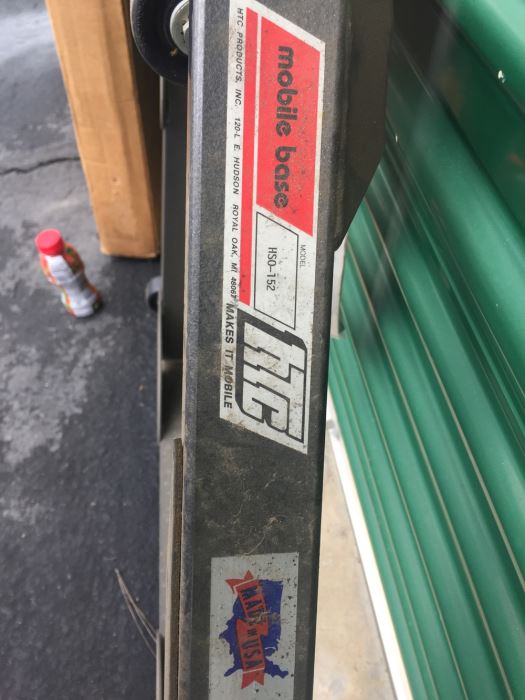 mobile base
HTC PRODUCTS, INC. 120-L E. HUDSON ROYAL OAK, MI 48067
MODEL
HSO-152
HTC
MAKES IT MOBILE
MADE IN USA